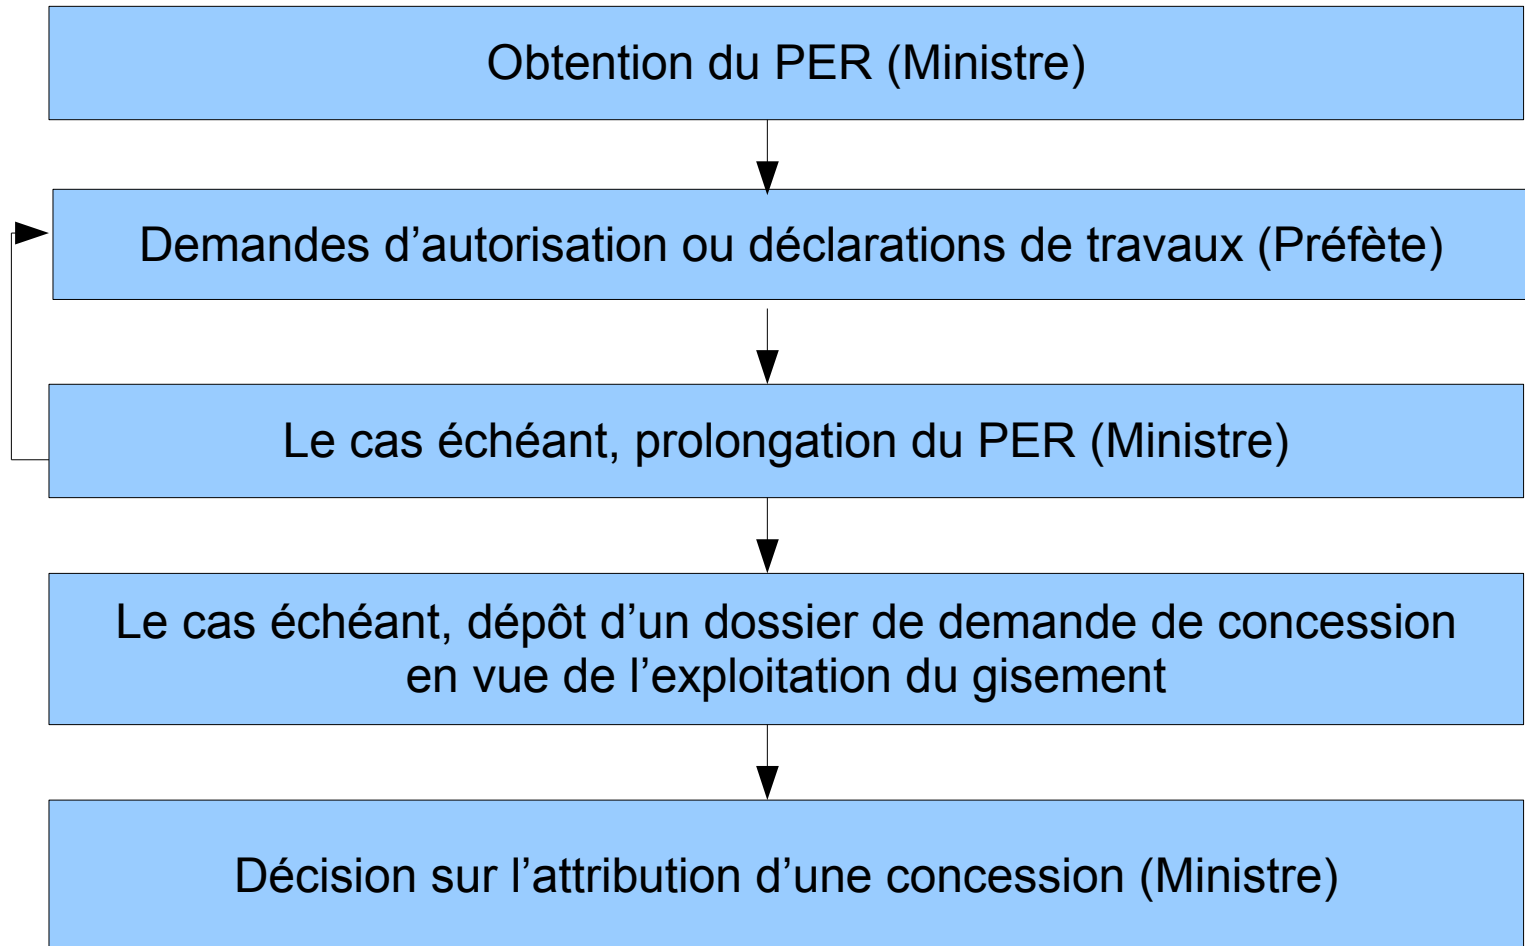 Obtention du PER (Ministre)
Demandes d’autorisation ou déclarations de travaux (Préfète)
Le cas échéant, prolongation du PER (Ministre)
Le cas échéant, dépôt d’un dossier de demande de concession
en vue de l’exploitation du gisement
Décision sur l’attribution d’une concession (Ministre)